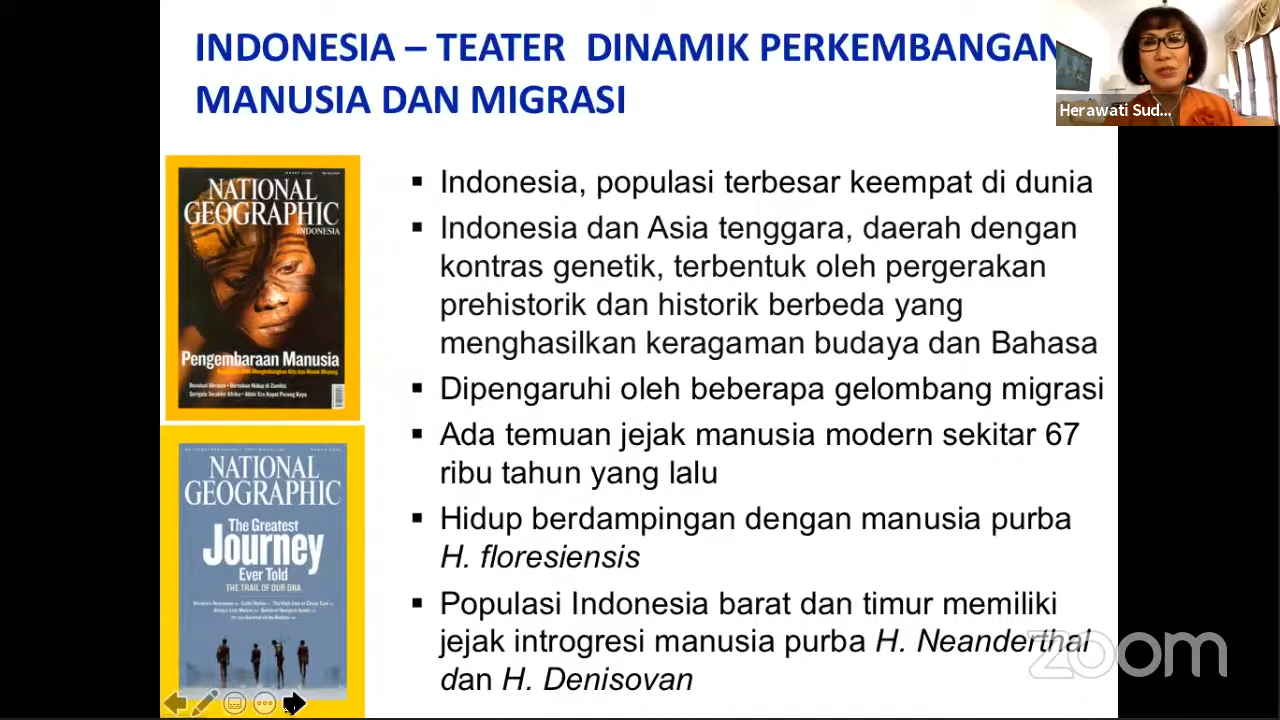 INDONESIA – TEATER DINAMIK PERKEMBANGAN
MANUSIA DAN MIGRASI
Herawati Sud...
NATIONAL
GEOGRAPHIC
INDONESIA
Pengembaraan Manusia
▪ Indonesia, populasi terbesar keempat di dunia
▪ Indonesia dan Asia tenggara, daerah dengan
kontras genetik, terbentuk oleh pergerakan
prehistorik dan historik berbeda yang
menghasilkan keragaman budaya dan Bahasa
▪ Dipengaruhi oleh beberapa gelombang migrasi
▪ Ada temuan jejak manusia modern sekitar 67
ribu tahun yang lalu
▪ Hidup berdampingan dengan manusia purba
H. floresiensis
▪ Populasi Indonesia barat dan timur memiliki
jejak introgresi manusia purba H. Neanderthal
dan H. Denisovan
NATIONAL
GEOGRAPHIC
The Greatest
Journey
Ever Told
THE TRAIL OF OUR DNA
zoom